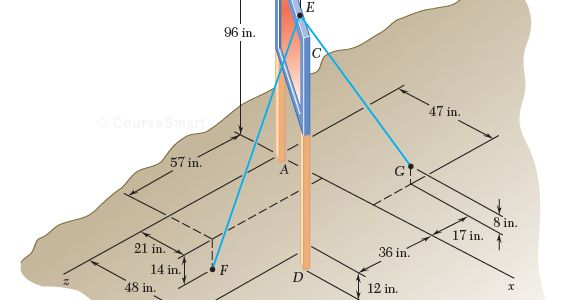 E
96 in.
C
© CourseSmart
47 in.
57 in.
A
G
8 in.
21 in.
17 in.
36 in.
14 in.
F
D
z
x
48 in.
12 in.